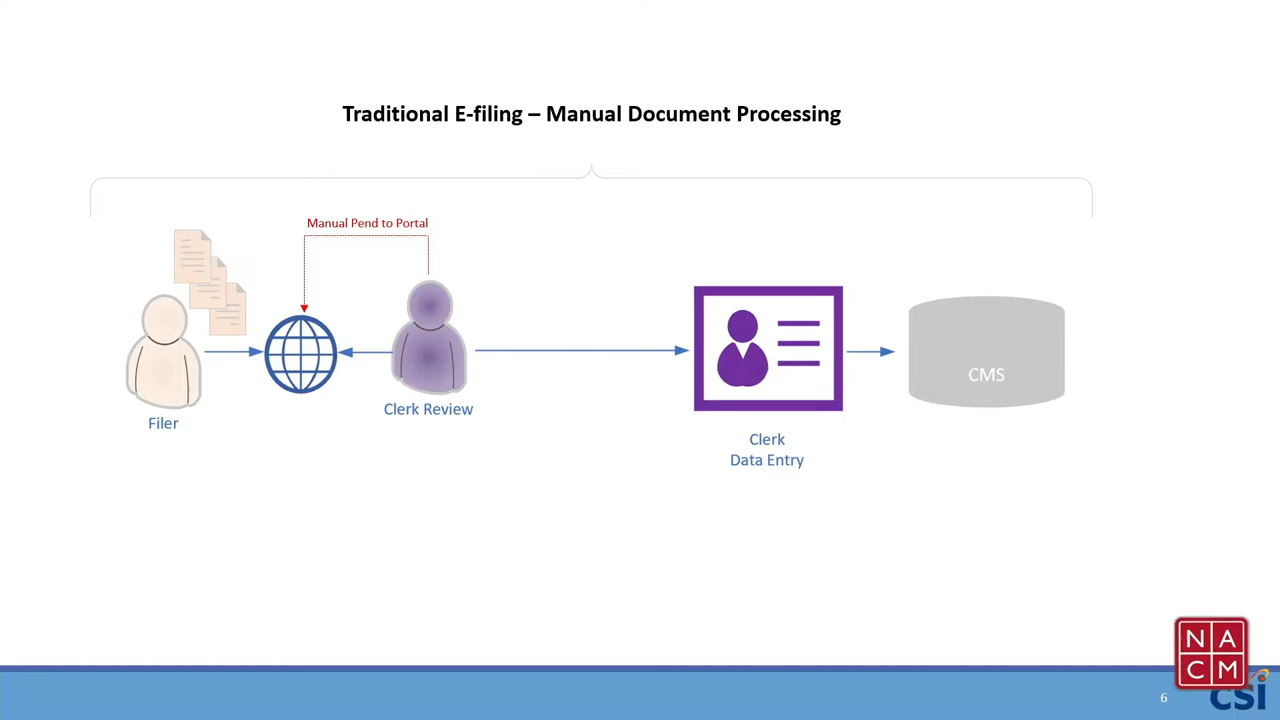 Traditional E-filing – Manual Document Processing
Manual Pend to Portal
Filer
Clerk Review
Clerk
Data Entry
CMS
N A
C M
csi
6